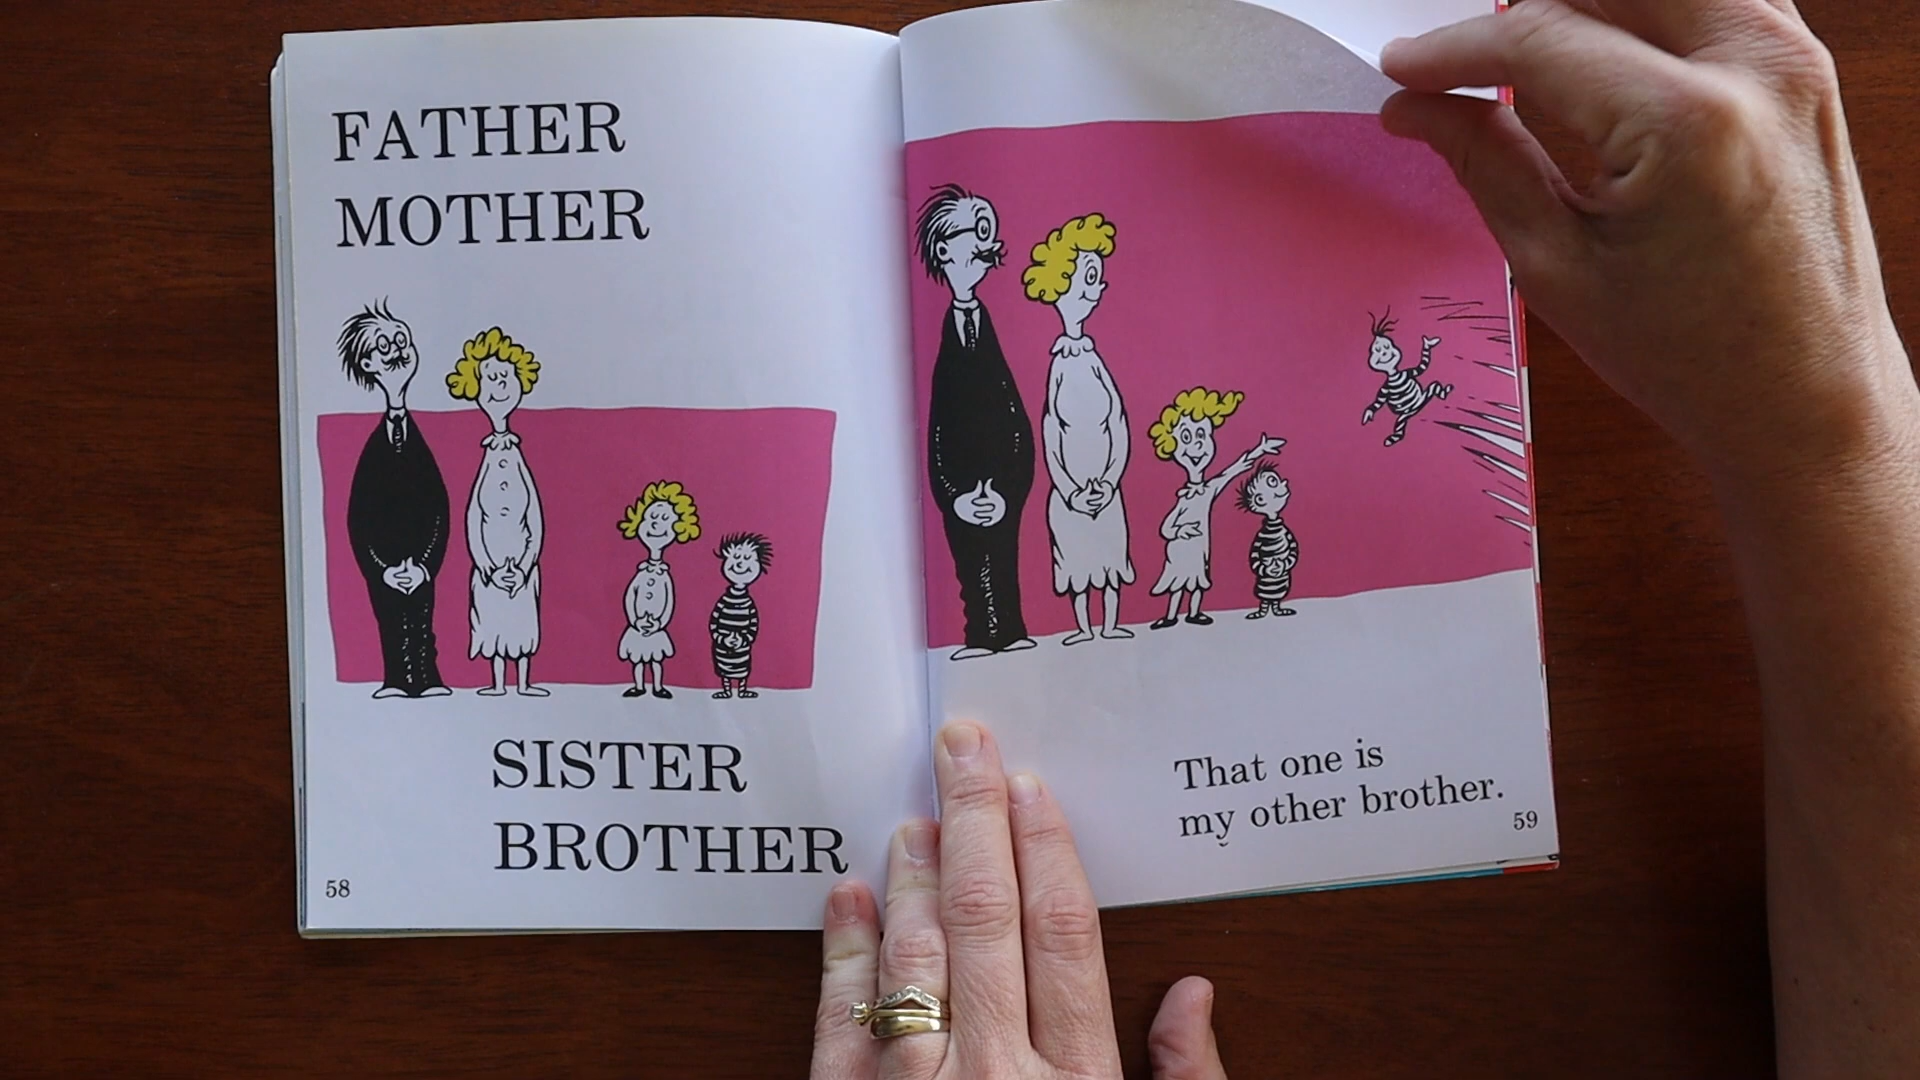 FATHER
MOTHER
SISTER
BROTHER
58
That one is
my other brother.
59